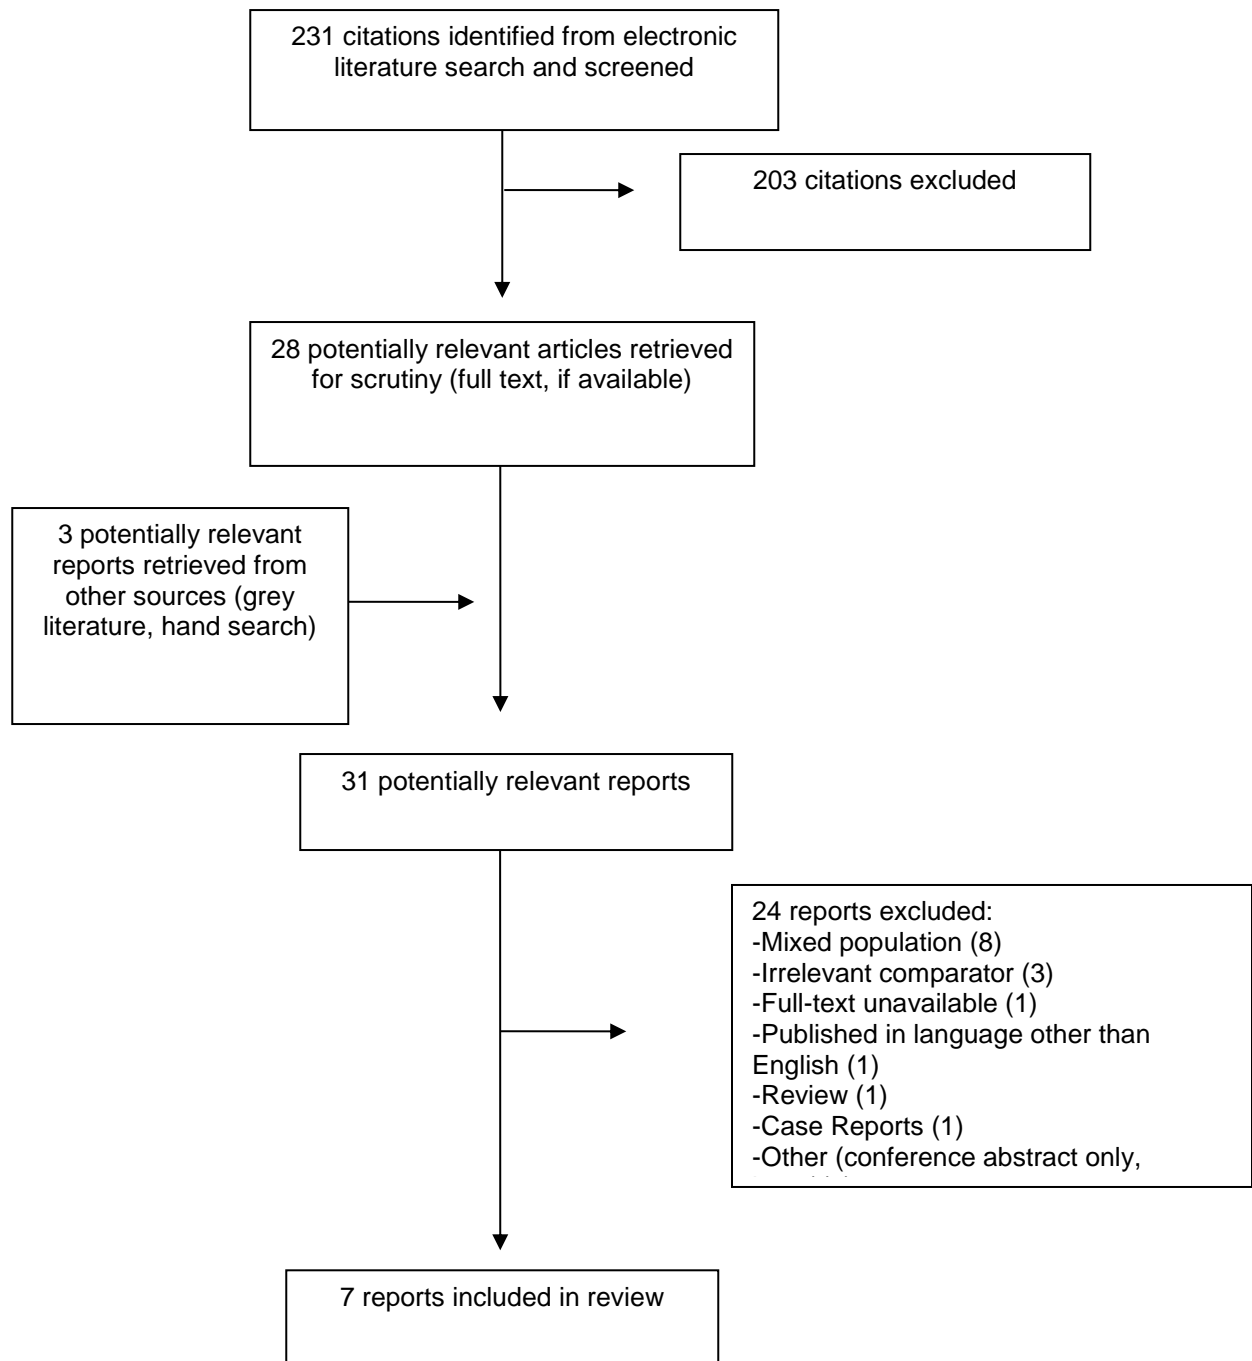 231 citations identified from electronic
literature search and screened
203 citations excluded
28 potentially relevant articles retrieved
for scrutiny (full text, if available)
3 potentially relevant
reports retrieved from
other sources (grey
literature, hand search)
31 potentially relevant reports
24 reports excluded:
-Mixed population (8)
-Irrelevant comparator (3)
-Full-text unavailable (1)
-Published in language other than
English (1)
-Review (1)
-Case Reports (1)
-Other (conference abstract only,
7 reports included in review